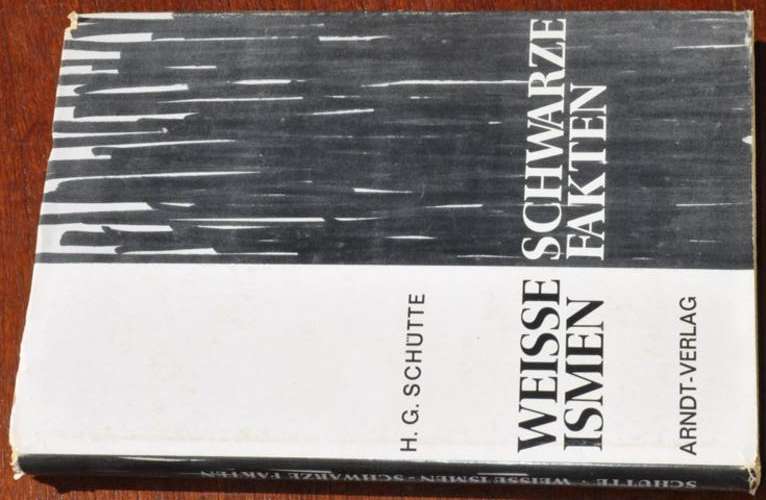 H. G. SCHÜTTE
WEISSE SCHWARZE
ISMEN FAKTEN
ARNDT-VERLAG
SCHÜTTE - WEISSE ISMEN - SCHWARZE FAKTEN